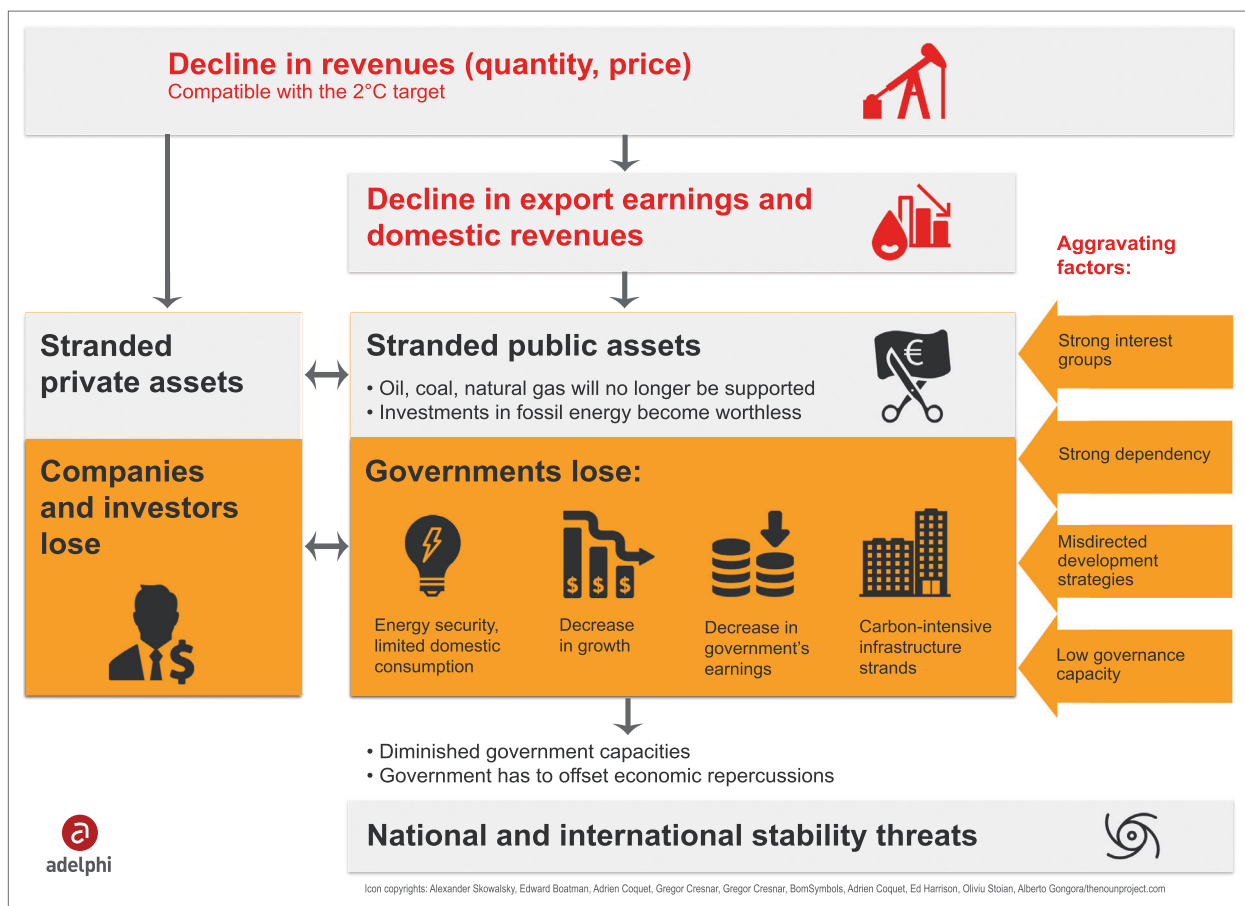 Decline in revenues (quantity, price)
Compatible with the 2°C target
Decline in export earnings and
domestic revenues
Aggravating
factors:
Stranded
private assets
Stranded public assets
• Oil, coal, natural gas will no longer be supported
• Investments in fossil energy become worthless
€
Strong interest
groups
Strong dependency
Misdirected
development
strategies
Low governance
capacity
Companies
and investors
lose
$
Governments lose:
$ $ $
Energy security,
limited domestic
consumption
Decrease
in growth
Decrease in
government’s
earnings
Carbon-intensive
infrastructure
strands
• Diminished government capacities
• Government has to offset economic repercussions
National and international stability threats
a
adelphi
Icon copyrights: Alexander Skowalsky, Edward Boatman, Adrien Coquet, Gregor Cresnar, Gregor Cresnar, BomSymbols, Adrien Coquet, Ed Harrison, Oliviu Stoian, Alberto Gongora/thenounproject.com